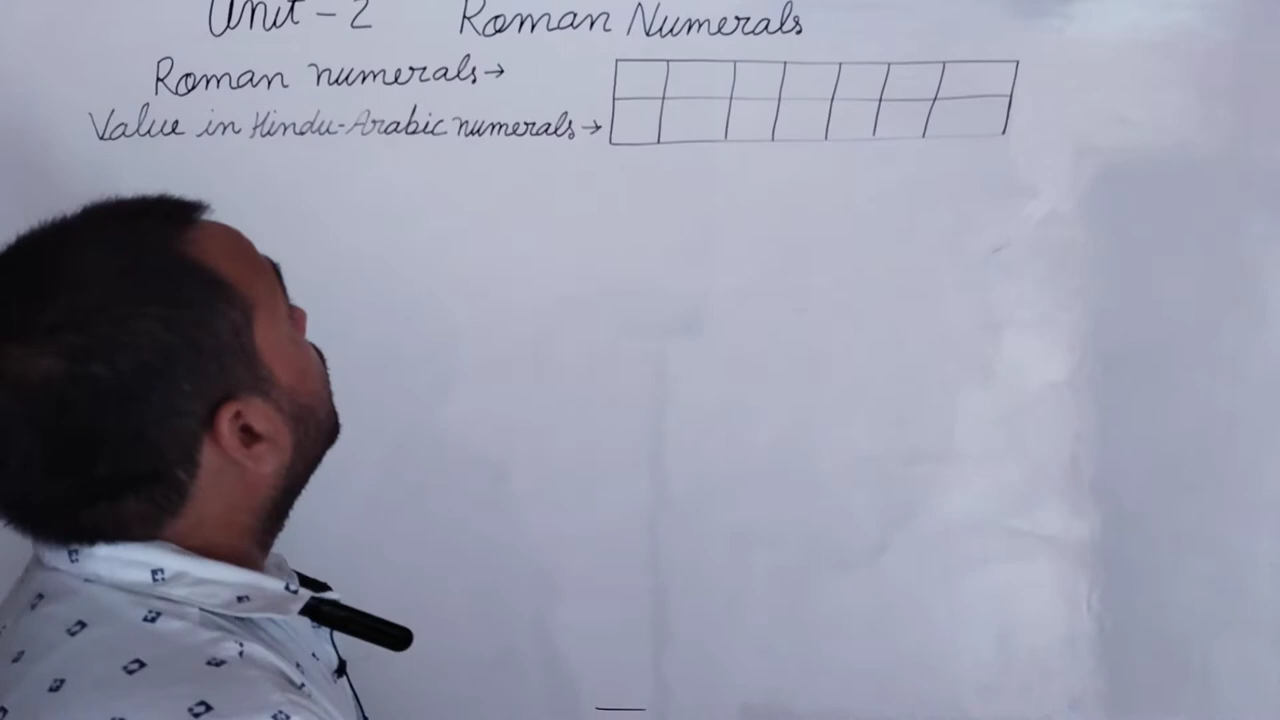 Unit - 2 Roman Numerals
Roman numerals →
Value in Hindu-Arabic numerals →